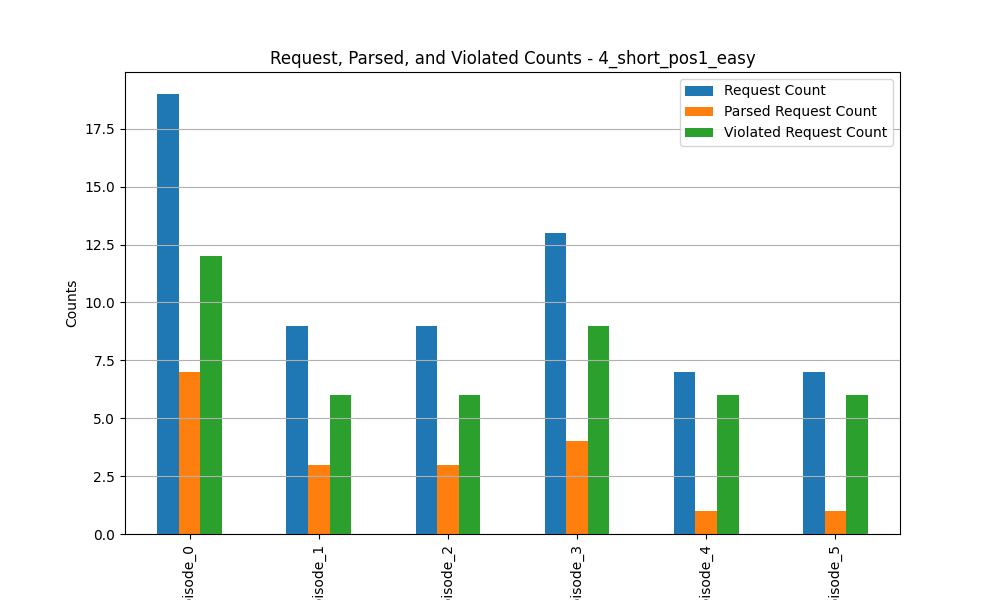 Request, Parsed, and Violated Counts - 4_short_pos1_easy
Request Count
Parsed Request Count
Violated Request Count
Counts
17.5
15.0
12.5
10.0
7.5
5.0
2.5
0.0
isode_0
isode_1
isode_2
isode_3
isode_4
isode_5